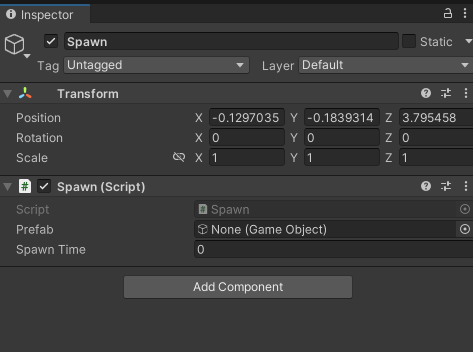 Inspector
Spawn Static
Tag Untagged Layer Default
Transform
Position X -0.1297035 Y -0.1839314 Z 3.795458
Rotation X 0 Y 0 Z 0
Scale X 1 Y 1 Z 1
# Spawn (Script)
Script # Spawn
Prefab None (Game Object)
Spawn Time 0
Add Component